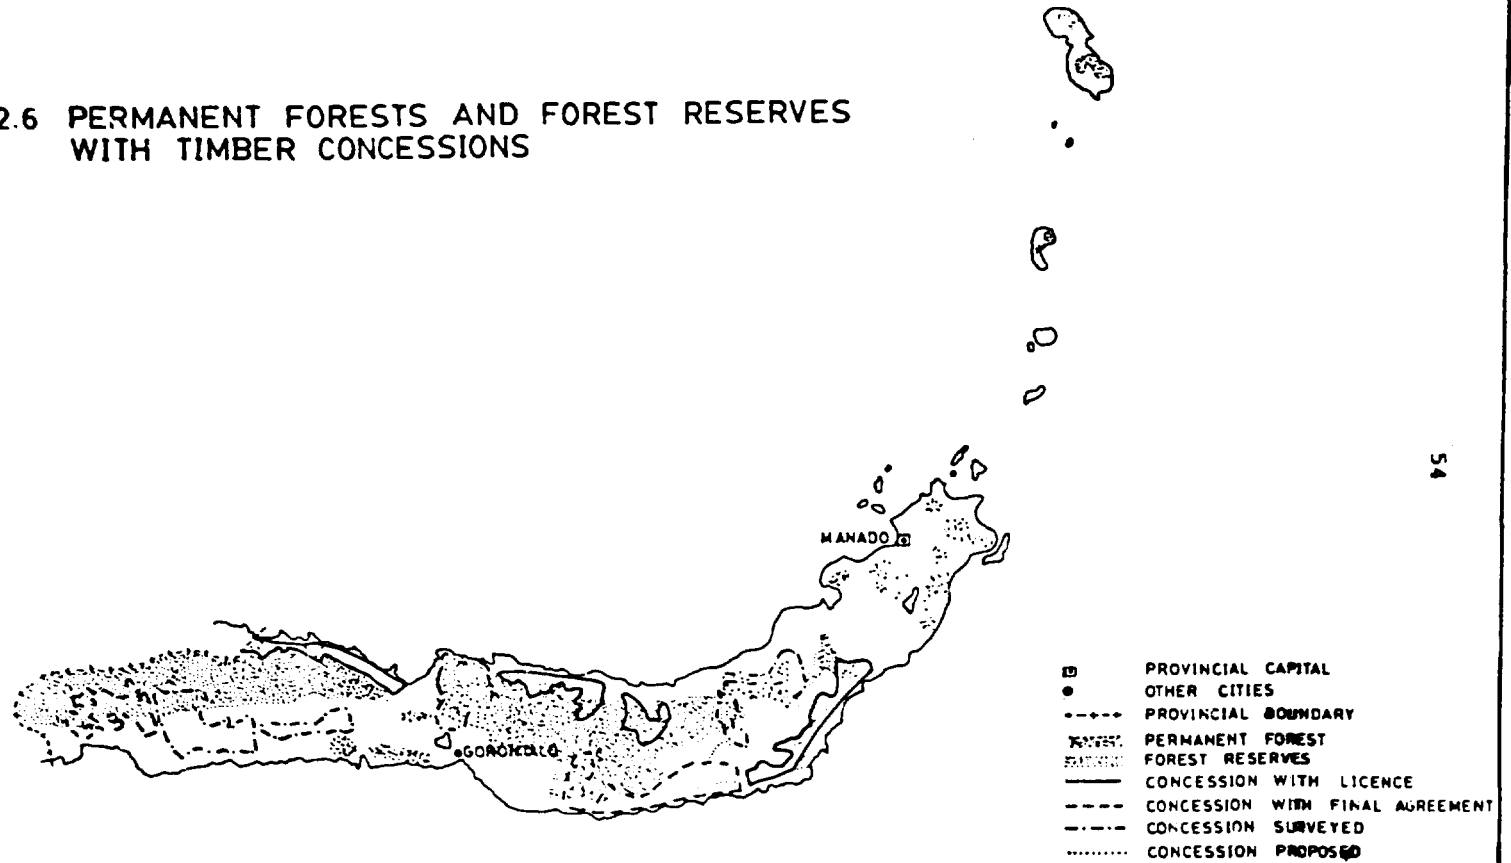 2.6 PERMANENT FORESTS AND FOREST RESERVES
WITH TIMBER CONCESSIONS
54
MANADO
GORONTALO
PROVINCIAL CAPITAL
OTHER CITIES
PROVINCIAL BOUNDARY
PERMANENT FOREST
FOREST RESERVES
CONCESSION WITH LICENCE
CONCESSION WITH FINAL AGREEMENT
CONCESSION SURVEYED
CONCESSION PROPOSED